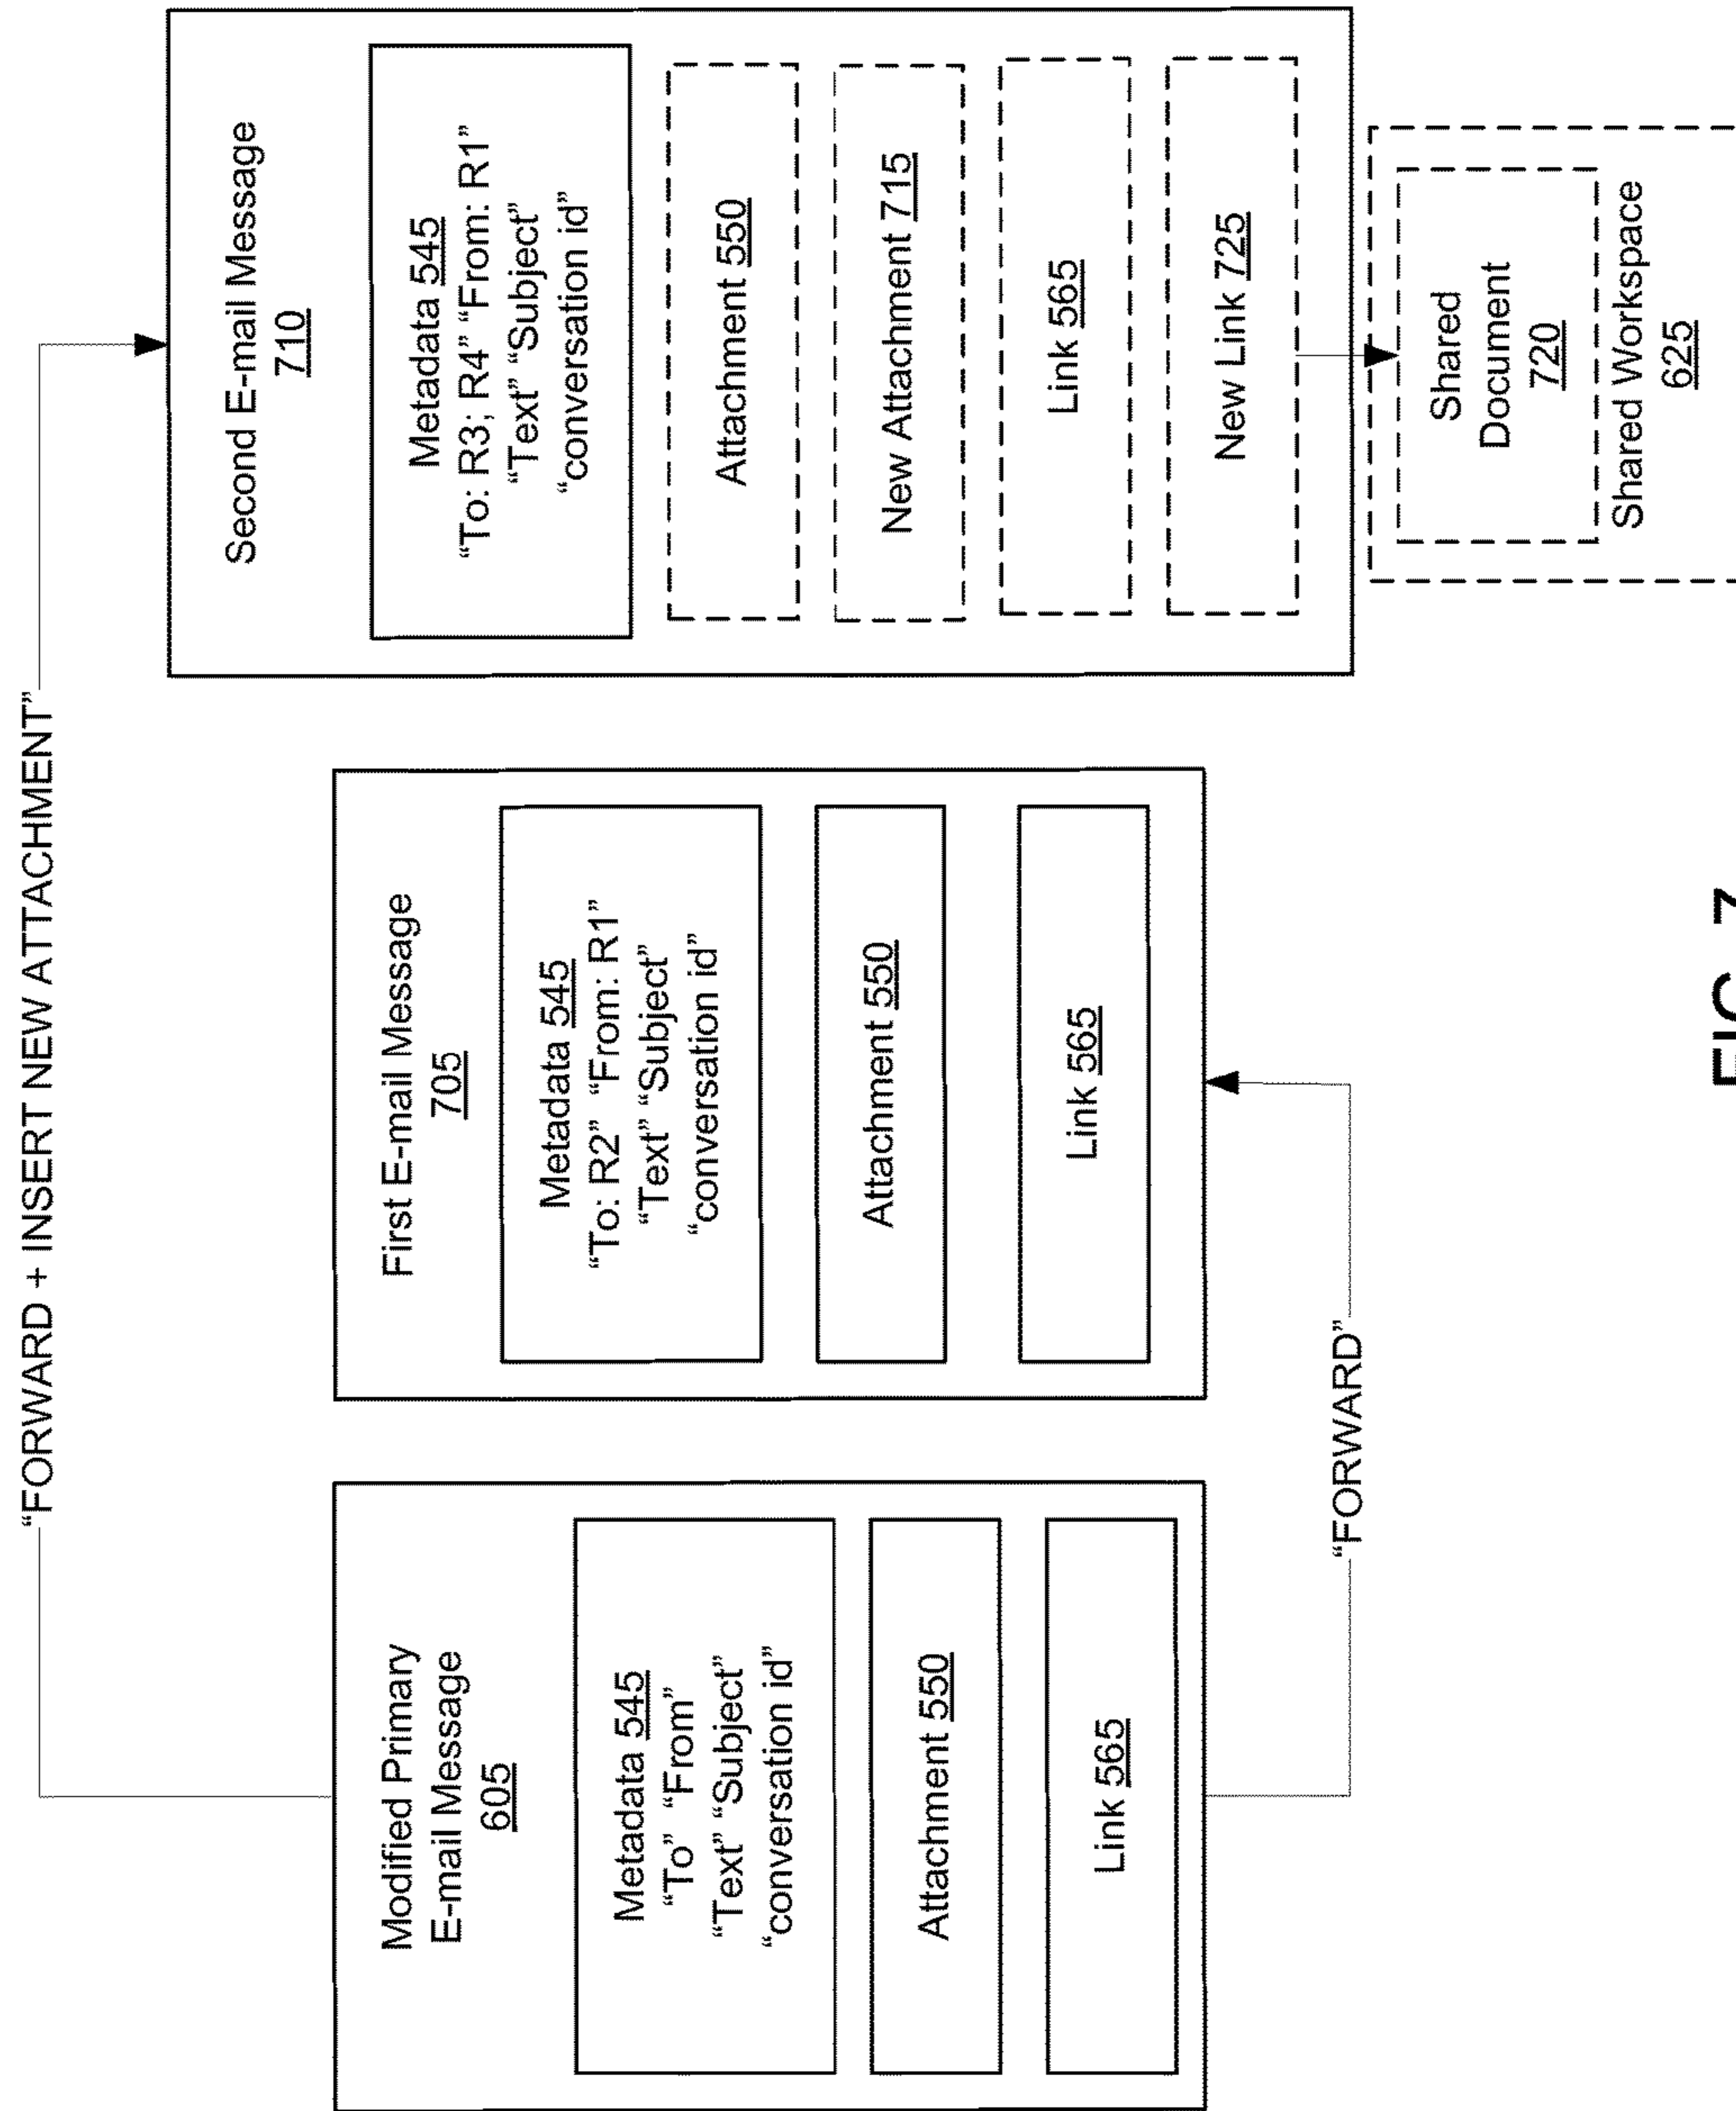 “FORWARD + INSERT NEW ATTACHMENT”
Modified Primary
E-mail Message
605
Metadata 545
“To” “From”
“Text” “Subject”
“conversation id”
Attachment 550
Link 565
“FORWARD”
First E-mail Message
705
Metadata 545
“To: R2” “From: R1”
“Text” “Subject”
“conversation id”
Attachment 550
Link 565
Second E-mail Message
710
Metadata 545
“To: R3; R4” “From: R1”
“Text” “Subject”
“conversation id”
Attachment 550
New Attachment 715
Link 565
New Link 725
Shared
Document
720
Shared Workspace
625
FIG. 7